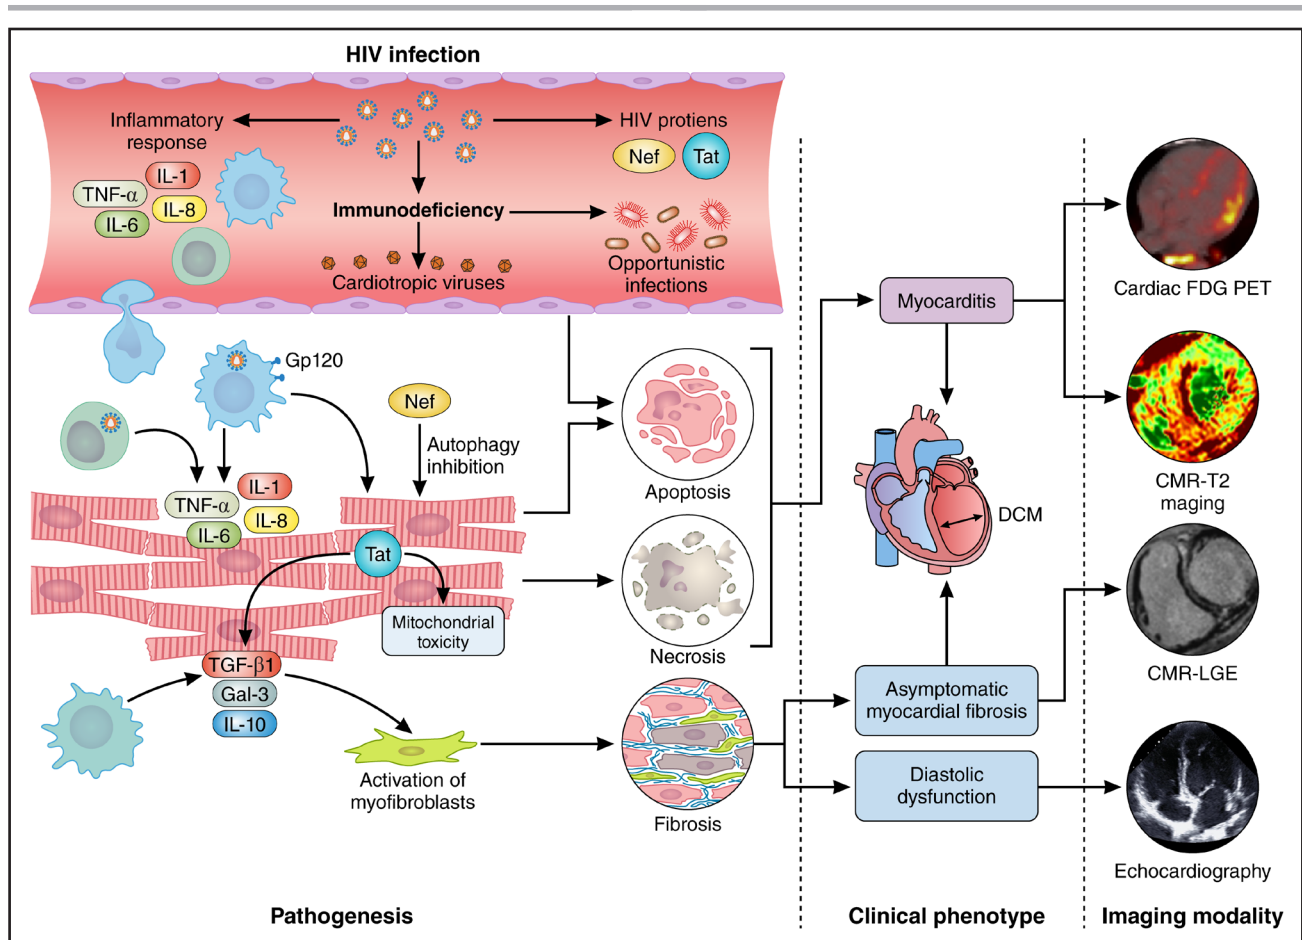 HIV infection
Inflammatory
response
HIV protiens
Nef
Tat
IL-1
TNF-α
IL-8
IL-6
Immunodeficiency
Cardiotropic viruses
Opportunistic
infections
Gp120
Nef
Autophagy
inhibition
IL-1
TNF-α
IL-8
IL-6
Tat
Mitochondrial
toxicity
TGF-β1
Gal-3
IL-10
Activation of
myofibroblasts
Apoptosis
Necrosis
Fibrosis
Myocarditis
DCM
Asymptomatic
myocardial fibrosis
Diastolic
dysfunction
Cardiac FDG PET
CMR-T2
maging
CMR-LGE
Echocardiography
Pathogenesis
Clinical phenotype
Imaging modality